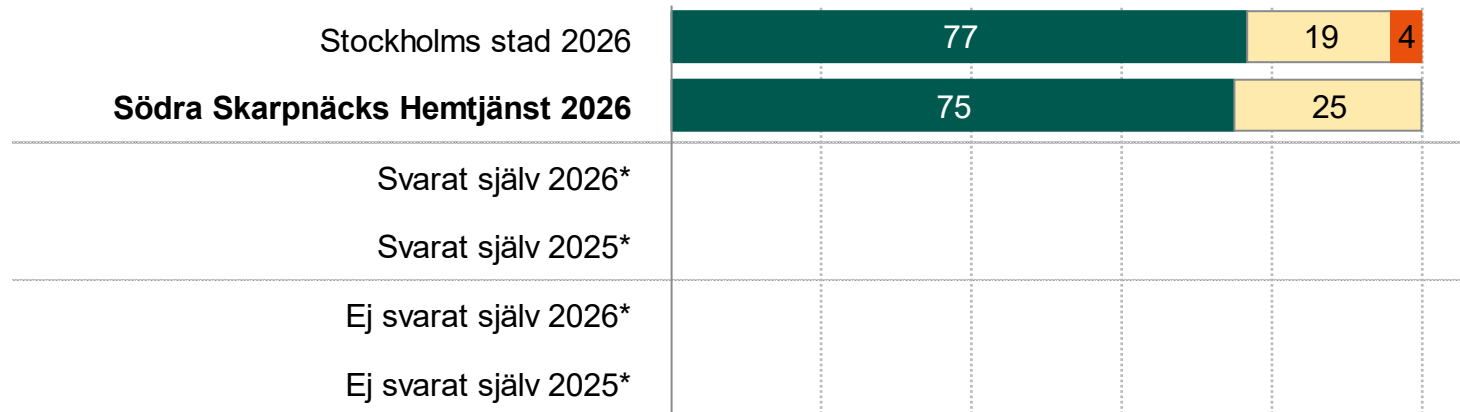 Stockholms stad 2026 77 19 4
Södra Skarpnäcks Hemtjänst 2026 75 25
Svarat själv 2026*
Svarat själv 2025*
Ej svarat själv 2026*
Ej svarat själv 2025*